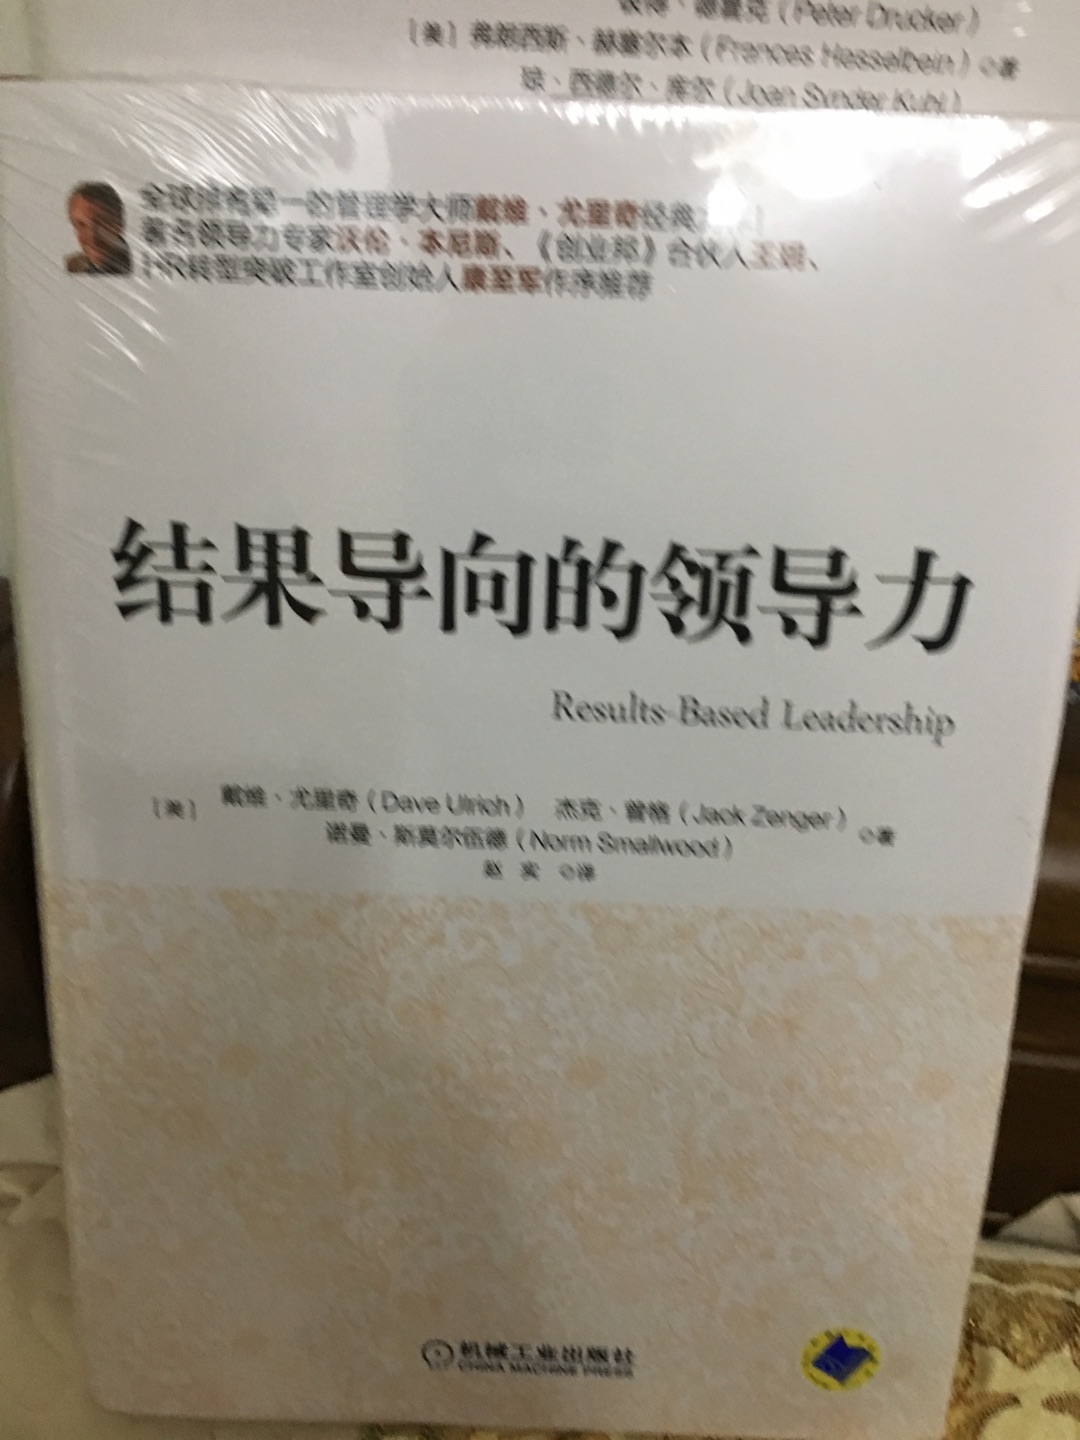 彼得·德鲁克（Peter Drucker）
［美］弗朗西斯·赫塞尔本（Frances Hesselbein）◎著
琼·西德尔·库尔（Joan Synder Kuhl）
全球排名第一的管理学大师戴维·尤里奇经典
著名领导力专家沃伦·本尼斯、《创业邦》合伙人王娟、
HR转型突破工作室创始人康至军作序推荐
结果导向的领导力
Results-Based Leadership
［美］ 戴维·尤里奇（Dave Ulrich） 杰克·曾格（Jack Zenger） ◎著
诺曼·斯莫尔伍德（Norm Smallwood）
赵 实 ◎译
机械工业出版社
CHINA MACHINE PRESS